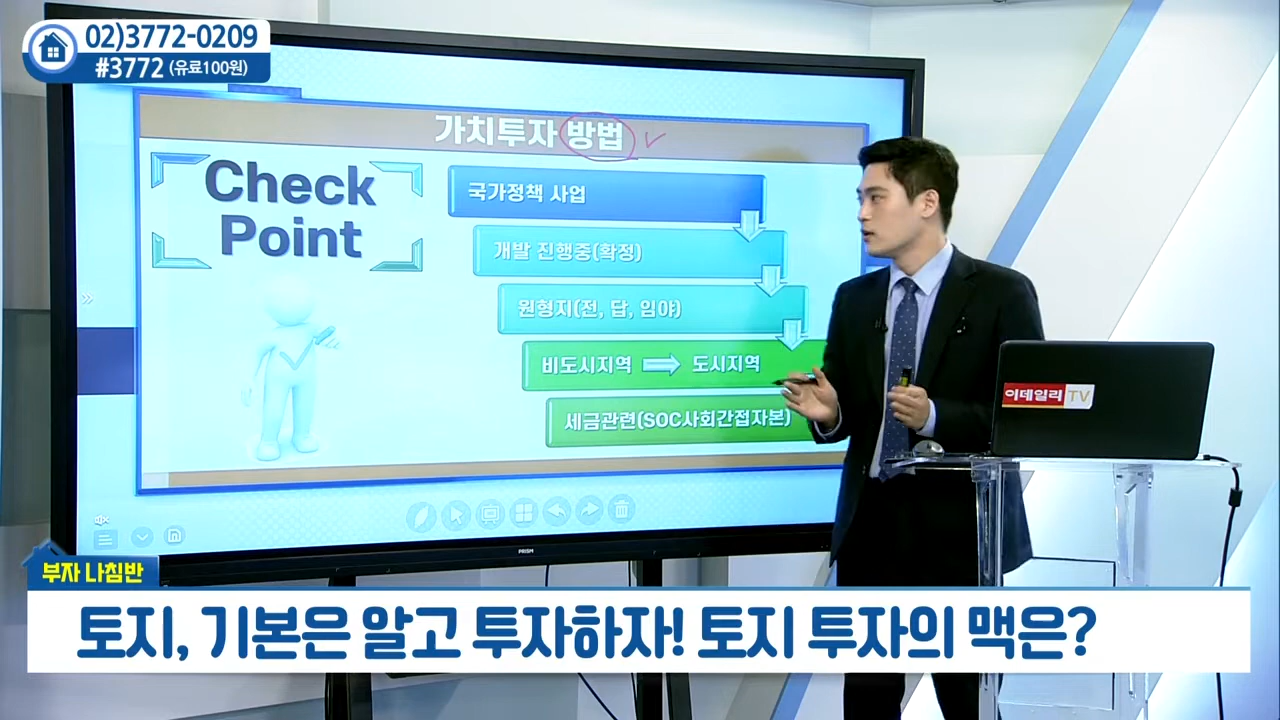 02)3772-0209
#3772 (유료100원)
가치투자 방법
Check
Point
국가정책 사업
개발 진행중(확정)
원형지(전, 답, 임야)
비도시지역 도시지역
세금관련(SOC사회간접자본)
이데일리 TV
PRISM
부자 나침반
토지, 기본은 알고 투자하자! 토지 투자의 맥은?